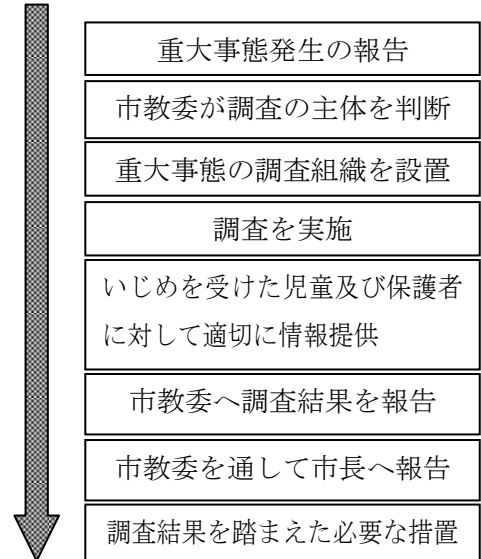 重大事態発生の報告
市教委が調査の主体を判断
重大事態の調査組織を設置
調査を実施
いじめを受けた児童及び保護者
に対して適切に情報提供
市教委へ調査結果を報告
市教委を通して市長へ報告
調査結果を踏まえた必要な措置